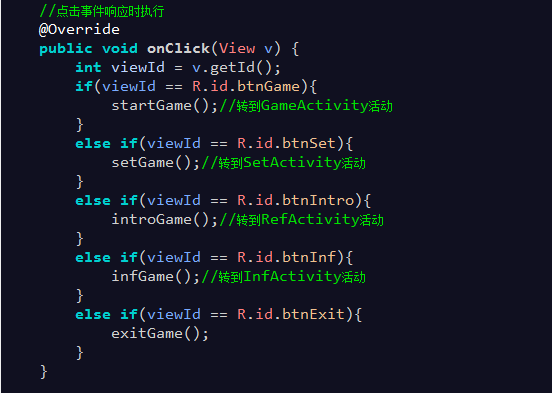 //点击事件响应时执行
@Override
public void onClick(View v) {
int viewId = v.getId();
if(viewId == R.id.btnGame){
startGame();//转到GameActivity活动
}
else if(viewId == R.id.btnSet){
setGame();//转到SetActivity活动
}
else if(viewId == R.id.btnIntro){
introGame();//转到RefActivity活动
}
else if(viewId == R.id.btnInf){
infGame();//转到InfActivity活动
}
else if(viewId == R.id.btnExit){
exitGame();
}
}